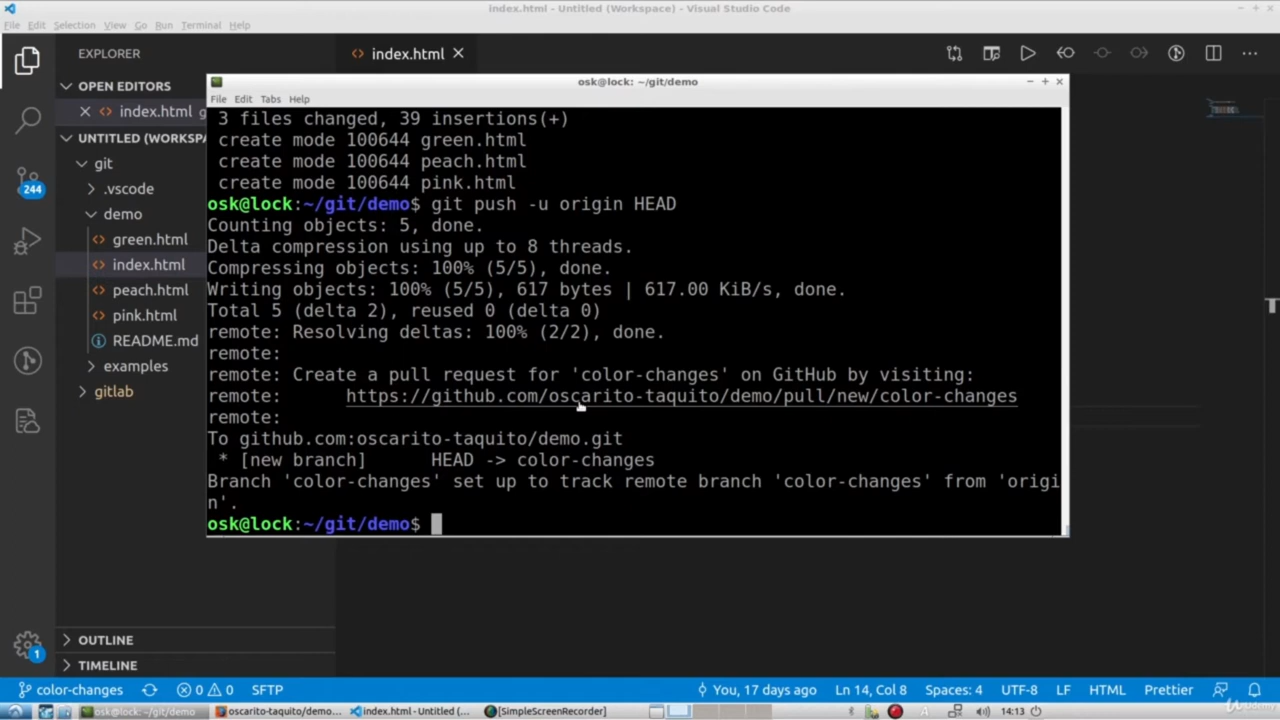 index.html - Untitled (Workspace) - Visual Studio Code
File Edit Selection View Go Run Terminal Help
EXPLORER
index.html
OPEN EDITORS
index.html g
UNTITLED (WORKSPA
git
.vscode
244
demo
green.html
index.html
peach.html
pink.html
README.md
examples
gitlab
osk@lock: ~/git/demo
File Edit Tabs Help
3 files changed, 39 insertions(+)
create mode 100644 green.html
create mode 100644 peach.html
create mode 100644 pink.html
osk@lock:~/git/demo$ git push -u origin HEAD
Counting objects: 5, done.
Delta compression using up to 8 threads.
Compressing objects: 100% (5/5), done.
Writing objects: 100% (5/5), 617 bytes | 617.00 KiB/s, done.
Total 5 (delta 2), reused 0 (delta 0)
remote: Resolving deltas: 100% (2/2), done.
remote:
remote: Create a pull request for 'color-changes' on GitHub by visiting:
remote: https://github.com/oscarito-taquito/demo/pull/new/color-changes
remote:
To github.com:oscarito-taquito/demo.git
* [new branch] HEAD -> color-changes
Branch 'color-changes' set up to track remote branch 'color-changes' from 'origi
n'.
osk@lock:~/git/demo$
OUTLINE
1
TIMELINE
color-changes 0 0 SFTP You, 17 days ago Ln 14, Col 8 Spaces: 4 UTF-8 LF HTML Prettier
osk@lock: ~/git/demo oscarito-taquito/demo... index.html - Untitled (... [SimpleScreenRecorder] A 14:13
Udemy